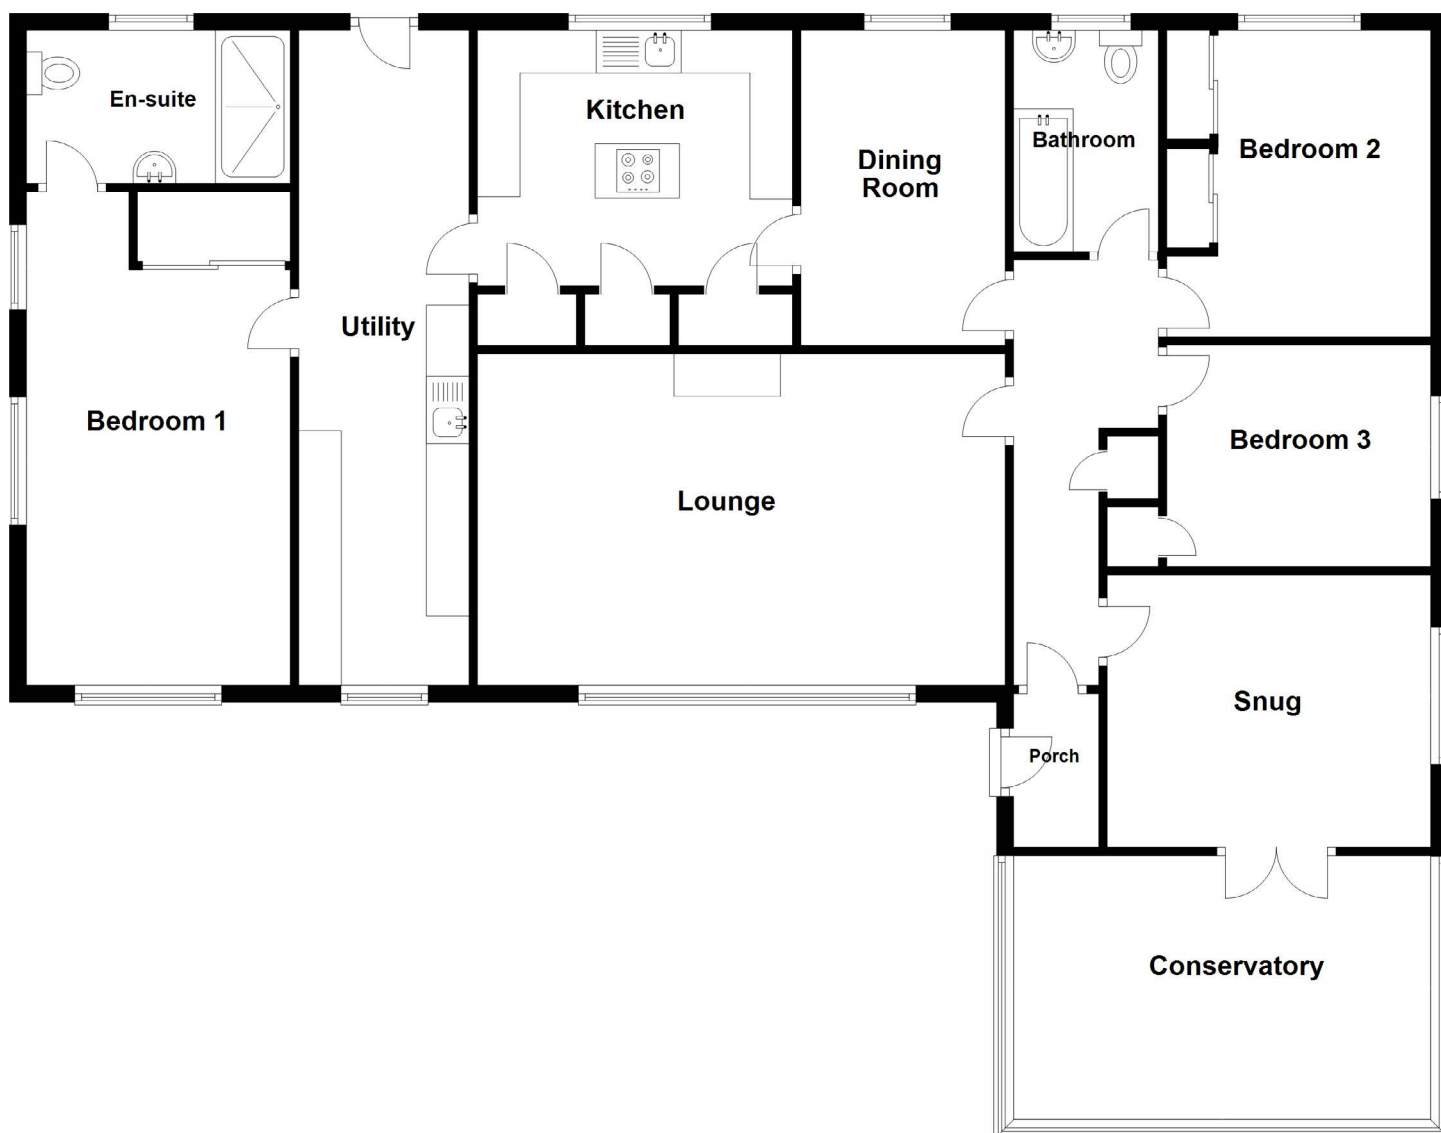 En-suite
Kitchen
Dining
Room
Bathroom
Bedroom 2
Utility
Bedroom 1
Bedroom 3
Lounge
Snug
Porch
Conservatory